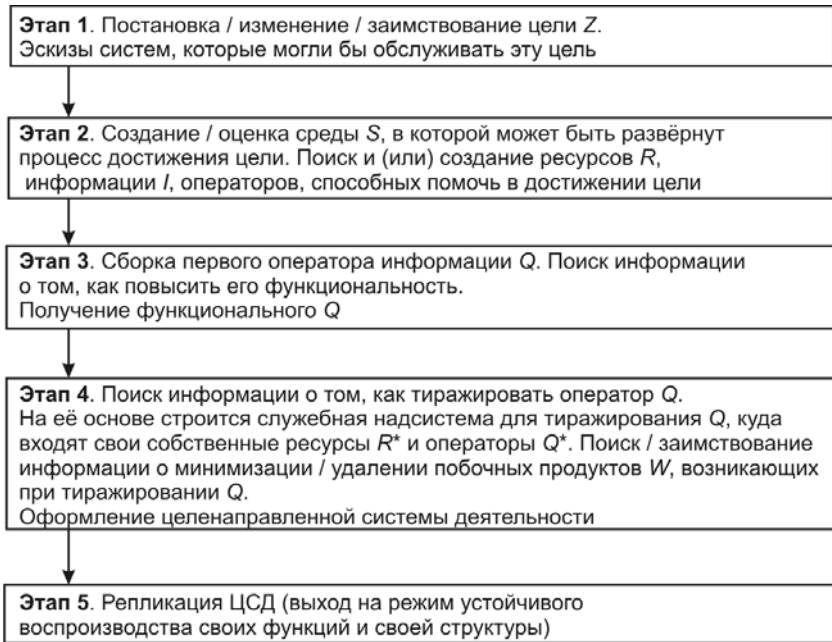 Этап 1. Постановка / изменение / заимствование цели Z.
Эскизы систем, которые могли бы обслуживать эту цель
Этап 2. Создание / оценка среды S, в которой может быть развёрнут
процесс достижения цели. Поиск и (или) создание ресурсов R,
информации I, операторов, способных помочь в достижении цели
Этап 3. Сборка первого оператора информации Q. Поиск информации
о том, как повысить его функциональность.
Получение функционального Q
Этап 4. Поиск информации о том, как тиражировать оператор Q.
На её основе строится служебная надсистема для тиражирования Q, куда
входят свои собственные ресурсы R* и операторы Q*. Поиск / заимствование
информации о минимизации / удалении побочных продуктов W, возникающих
при тиражировании Q.
Оформление целенаправленной системы деятельности
Этап 5. Репликация ЦСД (выход на режим устойчивого
воспроизводства своих функций и своей структуры)